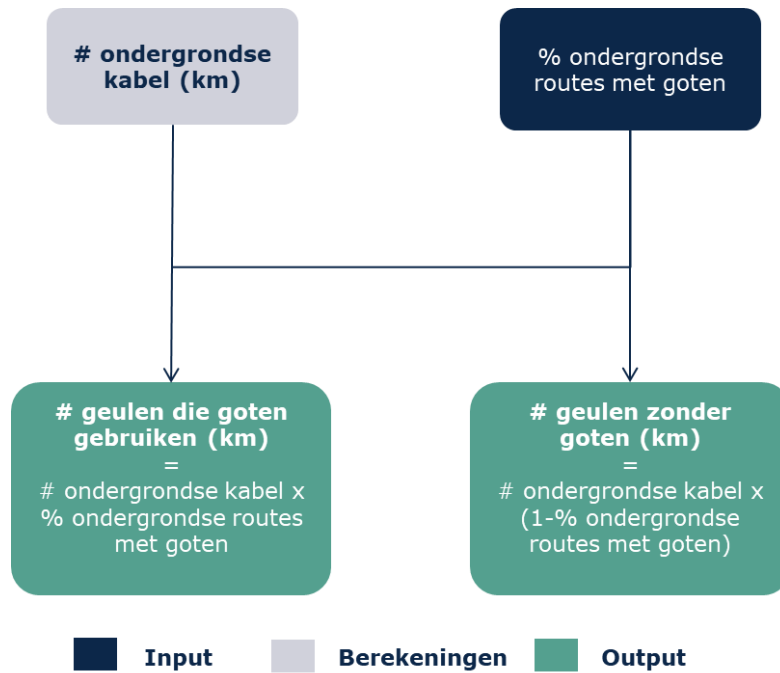 # ondergrondse
kabel (km)
% ondergrondse
routes met goten
# geulen die goten
gebruiken (km)
=
# ondergrondse kabel x
% ondergrondse routes
met goten
# geulen zonder
goten (km)
=
# ondergrondse kabel x
(1-% ondergrondse
routes met goten)
Input
Berekeningen
Output